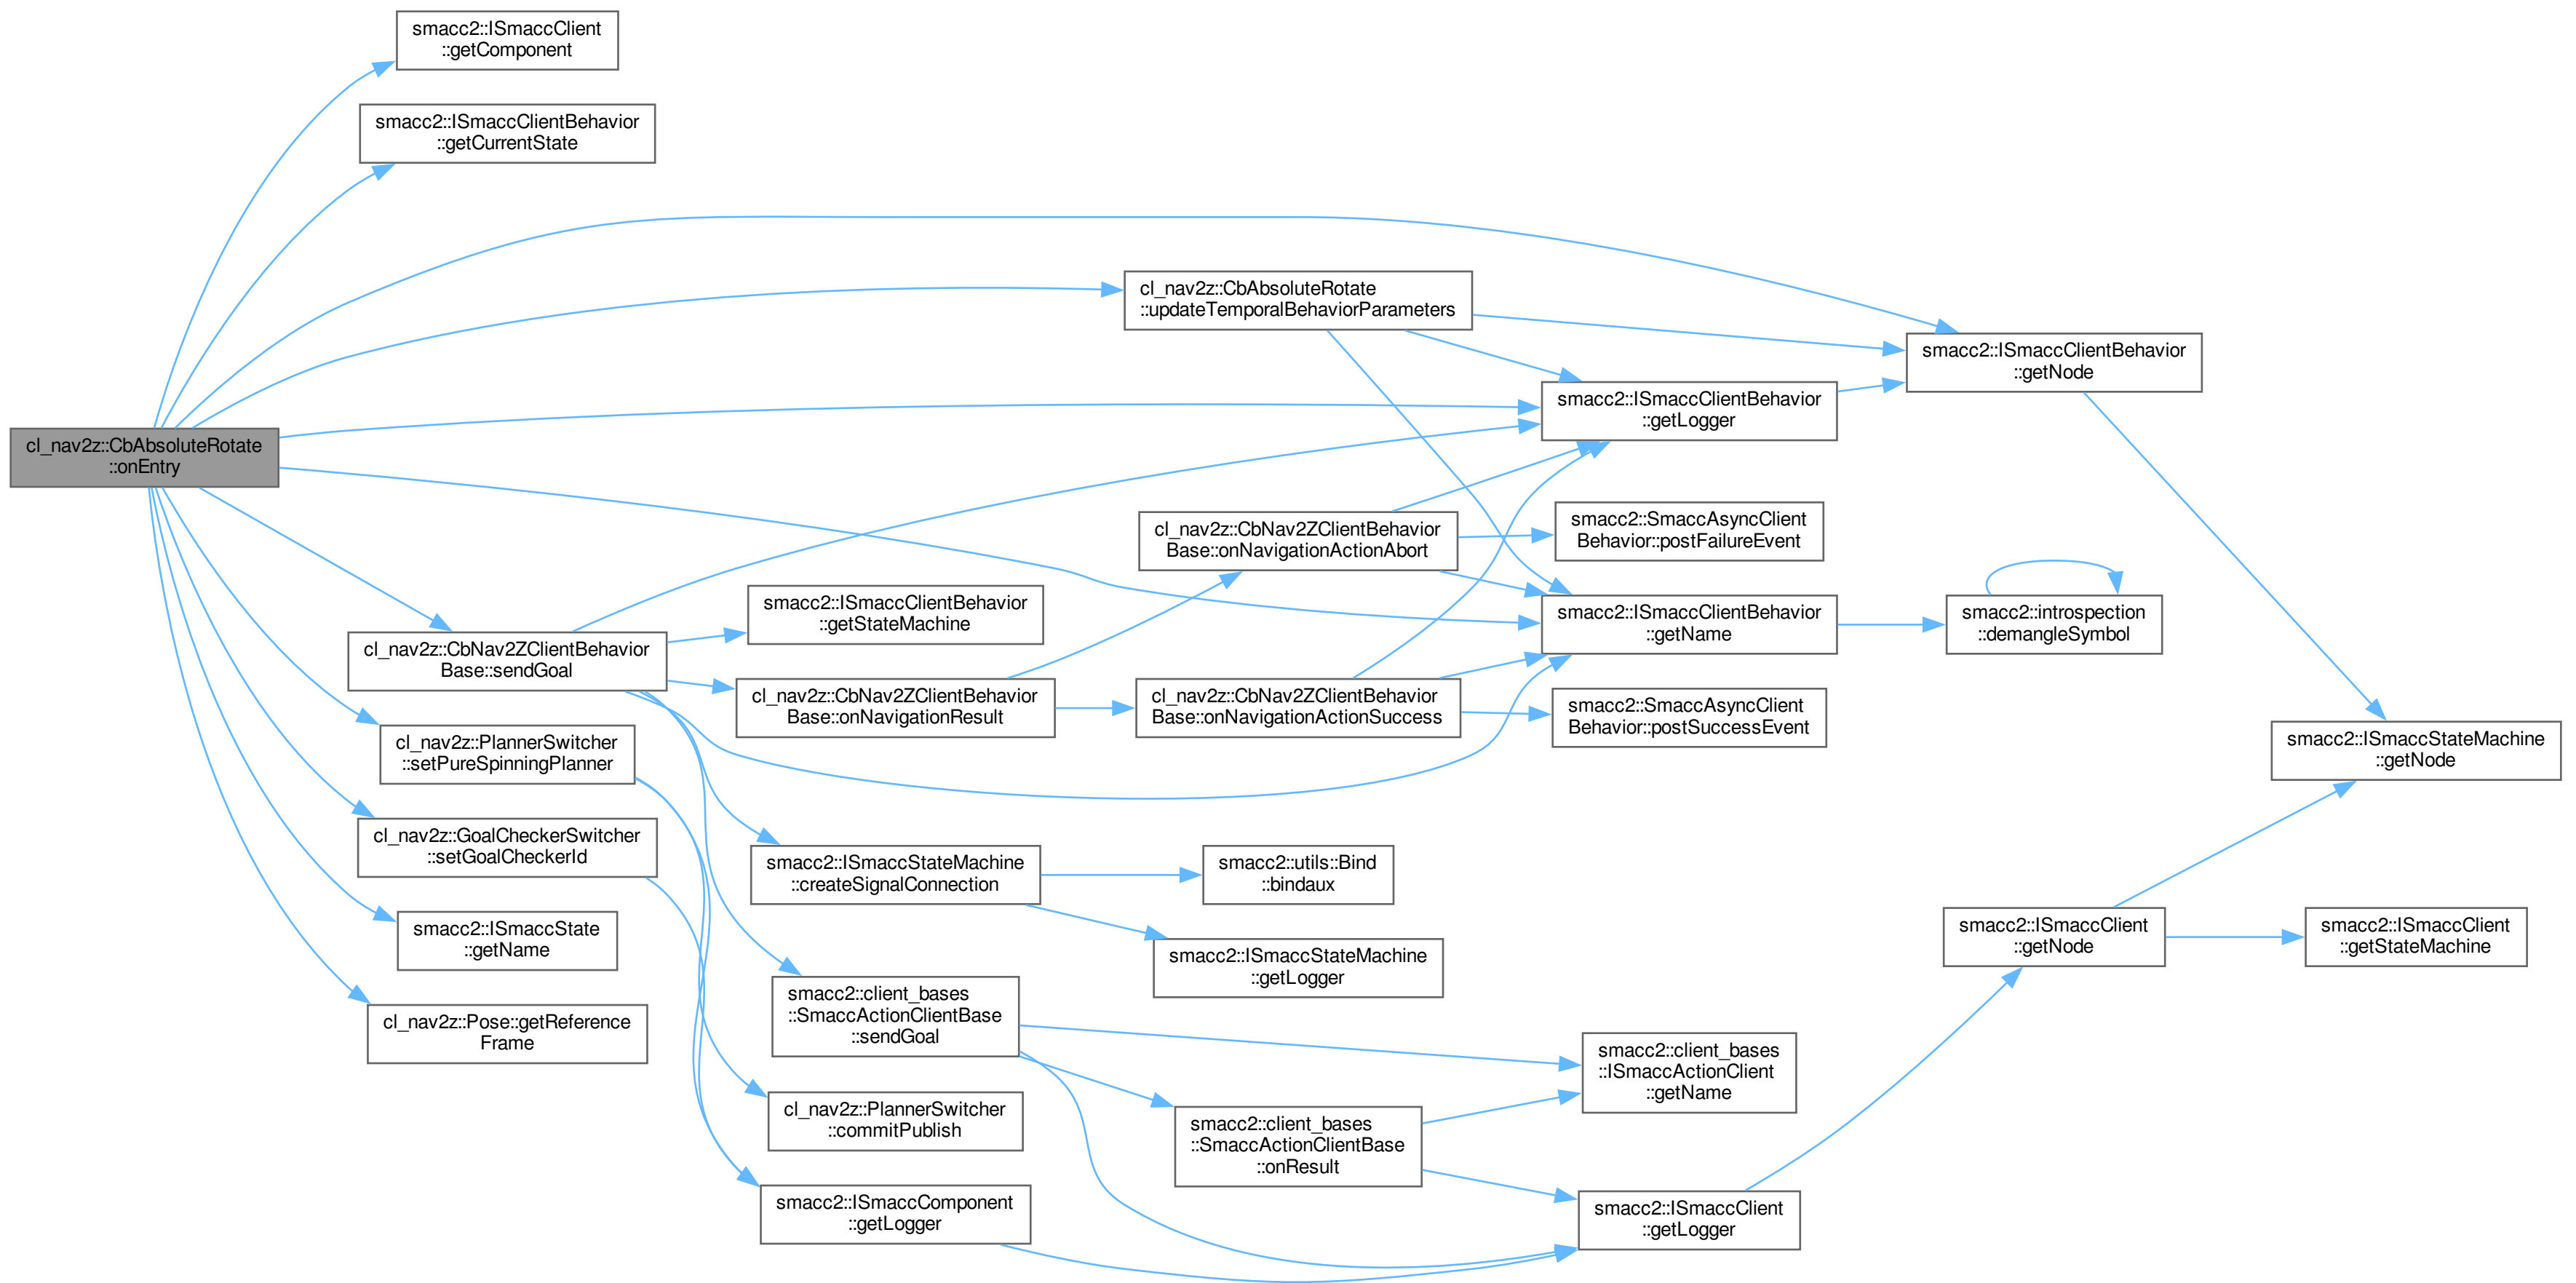 smacc2::ISmaccClient
::getComponent
smacc2::ISmaccClientBehavior
::getCurrentState
cl_nav2z::CbAbsoluteRotate
::updateTemporalBehaviorParameters
smacc2::ISmaccClientBehavior
::getNode
smacc2::ISmaccClientBehavior
::getLogger
cl_nav2z::CbAbsoluteRotate
::onEntry
cl_nav2z::CbNav2ZClientBehavior
Base::onNavigationActionAbort
smacc2::SmaccAsyncClient
Behavior::postFailureEvent
smacc2::ISmaccClientBehavior
::getStateMachine
smacc2::ISmaccClientBehavior
::getName
smacc2::introspection
::demangleSymbol
cl_nav2z::CbNav2ZClientBehavior
Base::sendGoal
cl_nav2z::CbNav2ZClientBehavior
Base::onNavigationResult
cl_nav2z::CbNav2ZClientBehavior
Base::onNavigationActionSuccess
smacc2::SmaccAsyncClient
Behavior::postSuccessEvent
smacc2::ISmaccStateMachine
::getNode
cl_nav2z::PlannerSwitcher
::setPureSpinningPlanner
cl_nav2z::GoalCheckerSwitcher
::setGoalCheckerId
smacc2::ISmaccStateMachine
::createSignalConnection
smacc2::utils::Bind
::bindaux
smacc2::ISmaccState
::getName
smacc2::ISmaccStateMachine
::getLogger
smacc2::ISmaccClient
::getNode
smacc2::ISmaccClient
::getStateMachine
cl_nav2z::Pose::getReference
Frame
smacc2::client_bases
::SmaccActionClientBase
::sendGoal
smacc2::client_bases
::ISmaccActionClient
::getName
cl_nav2z::PlannerSwitcher
::commitPublish
smacc2::client_bases
::SmaccActionClientBase
::onResult
smacc2::ISmaccComponent
::getLogger
smacc2::ISmaccClient
::getLogger